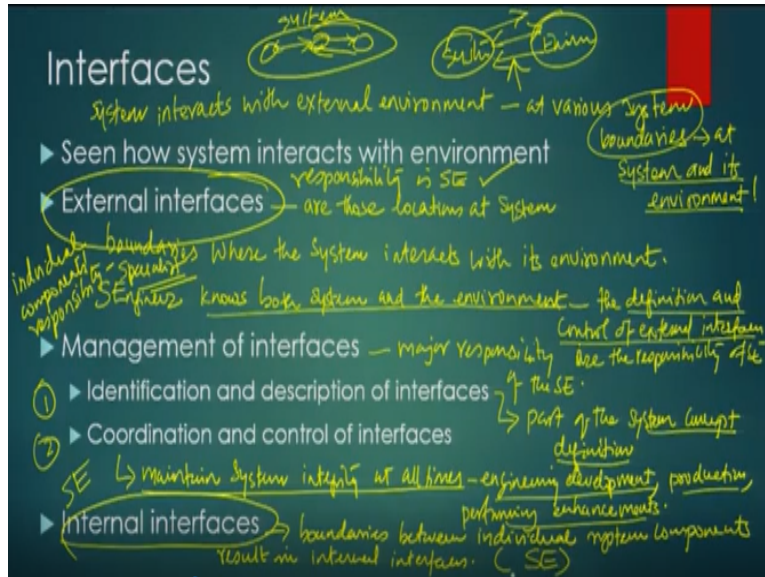 system
System Envirn
Interfaces
System interacts with external environment – at various System
boundaries → at
System and its
environment!
▶ Seen how system interacts with environment
responsibility is SE ✓
▶ External interfaces – are those locations at System
boundaries where the System interacts with its environment.
individual
components
responsibility - Specialist
SEngineer knows both System and the environment – the definition and
Control of external interfaces
are the responsibility of SE
▶ Management of interfaces – major responsibility
of the SE.
① ▶ Identification and description of interfaces
↳ part of the System concept
definition
② ▶ Coordination and control of interfaces
SE ↳ maintain System integrity at all times – engineering development, production,
performing enhancements.
▶ Internal interfaces → boundaries between individual system components
result in internal interfaces. (SE)